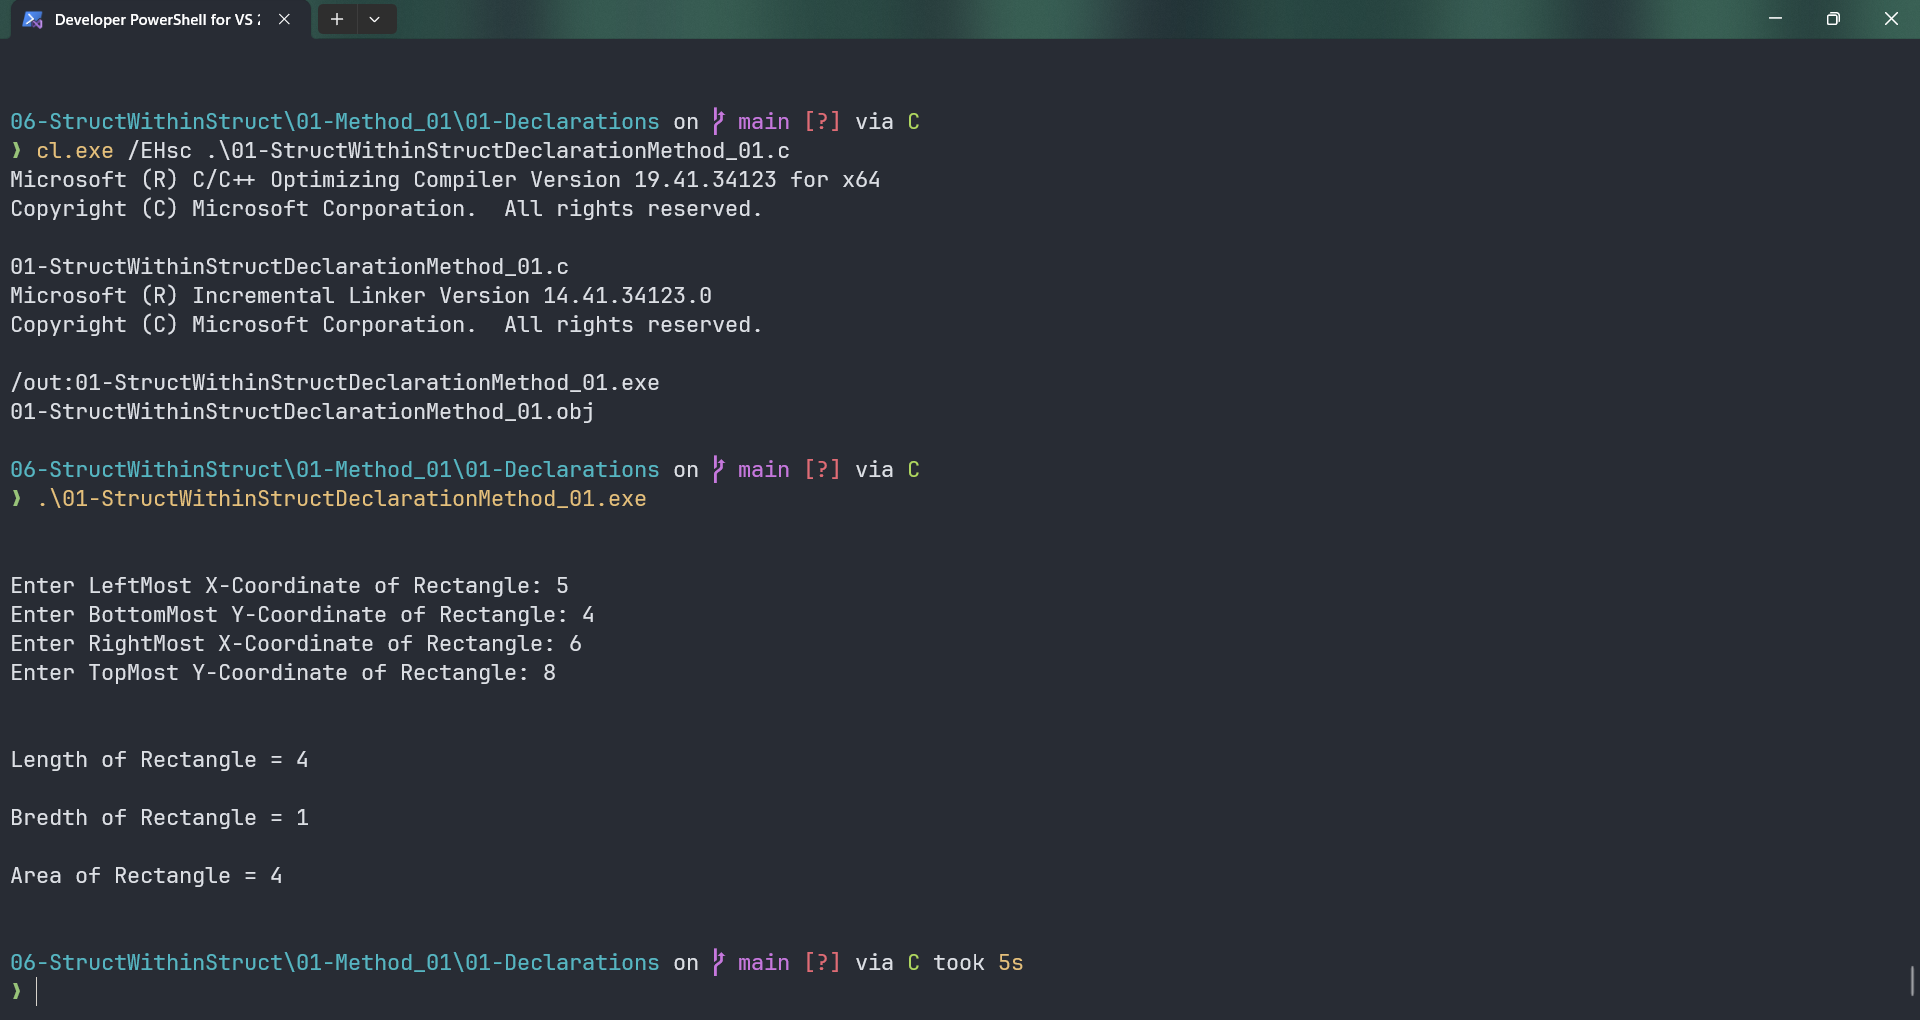 Developer PowerShell for VS 2
06-StructWithinStruct\01-Method_01\01-Declarations on main [?] via C
❱ cl.exe /EHsc .\01-StructWithinStructDeclarationMethod_01.c
Microsoft (R) C/C++ Optimizing Compiler Version 19.41.34123 for x64
Copyright (C) Microsoft Corporation.  All rights reserved.
01-StructWithinStructDeclarationMethod_01.c
Microsoft (R) Incremental Linker Version 14.41.34123.0
Copyright (C) Microsoft Corporation.  All rights reserved.
/out:01-StructWithinStructDeclarationMethod_01.exe
01-StructWithinStructDeclarationMethod_01.obj
06-StructWithinStruct\01-Method_01\01-Declarations on main [?] via C
❱ .\01-StructWithinStructDeclarationMethod_01.exe
Enter LeftMost X-Coordinate of Rectangle: 5
Enter BottomMost Y-Coordinate of Rectangle: 4
Enter RightMost X-Coordinate of Rectangle: 6
Enter TopMost Y-Coordinate of Rectangle: 8
Length of Rectangle = 4
Bredth of Rectangle = 1
Area of Rectangle = 4
06-StructWithinStruct\01-Method_01\01-Declarations on main [?] via C took 5s
❱